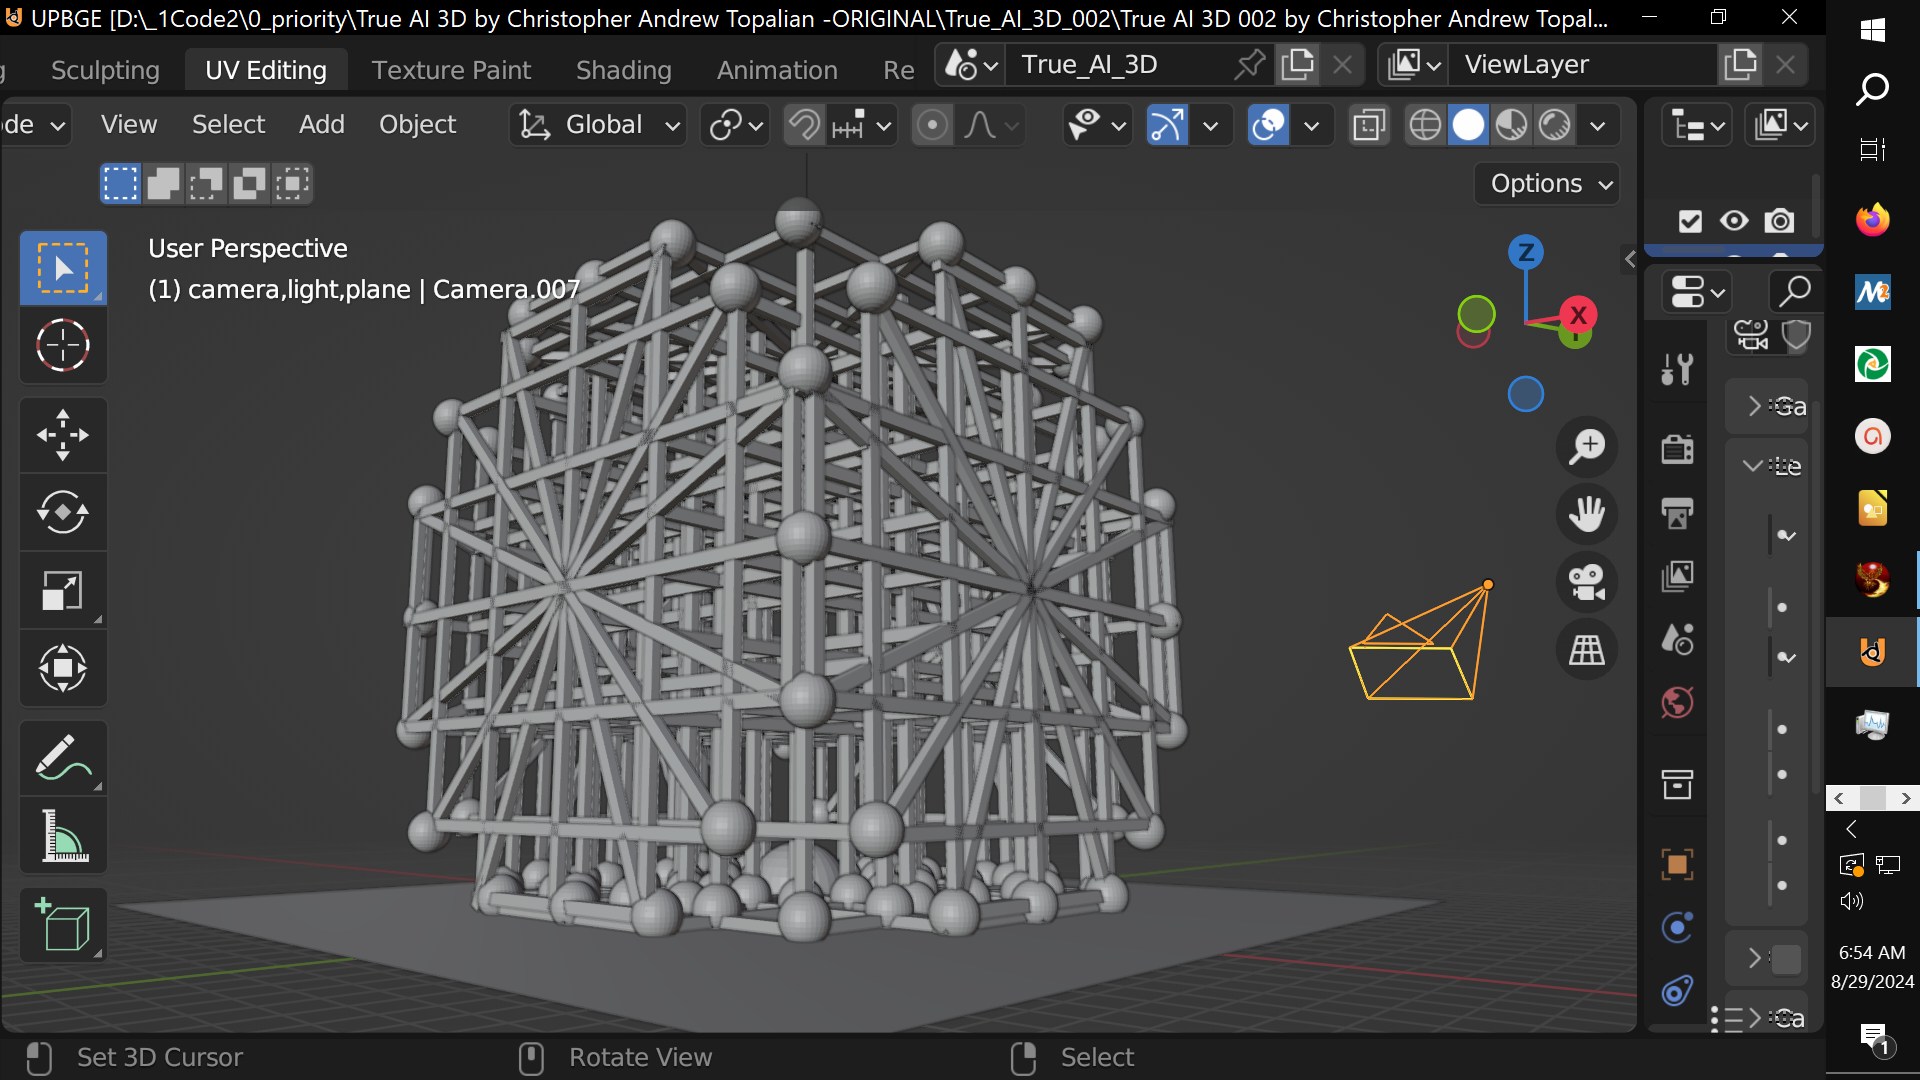 UPBGE [D:\_1Code2\0_priority\True AI 3D by Christopher Andrew Topalian -ORIGINAL\True_AI_3D_002\True AI 3D 002 by Christopher Andrew Topal...
Sculpting UV Editing Texture Paint Shading Animation Re True_AI_3D ViewLayer
de View Select Add Object Global
Options
User Perspective
(1) camera,light,plane | Camera.007
Z
X
Y
Ga
Le
Ca
6:54 AM
8/29/2024
1
Set 3D Cursor Rotate View Select